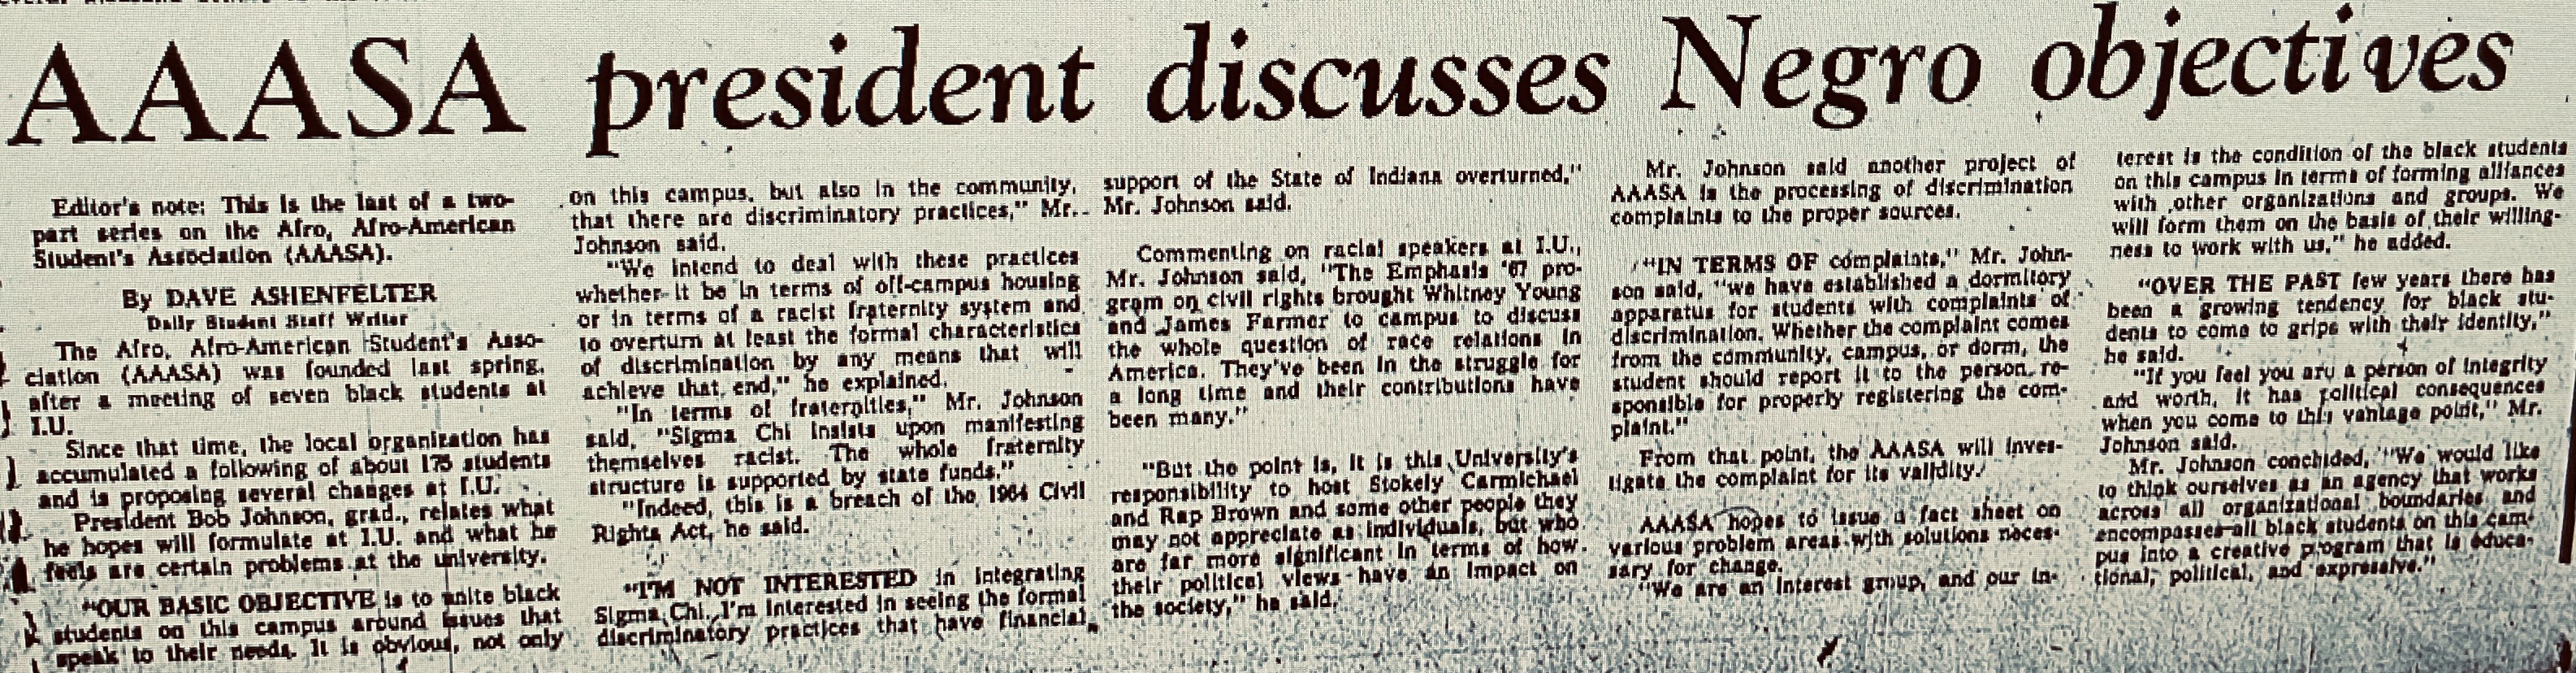 AAASA president discusses Negro objectives
Editor's note: This is the last of a two-
part series on the Afro, Afro-American
Student's Association (AAASA).
By DAVE ASHENFELTER
Daily Student Staff Writer
The Afro, Afro-American Student's Asso-
ciation (AAASA) was founded last spring,
after a meeting of seven black students at
I.U.
Since that time, the local organization has
accumulated a following of about 175 students
and is proposing several changes at I.U.
President Bob Johnson, grad., relates what
he hopes will formulate at I.U. and what he
feels are certain problems at the university.
"OUR BASIC OBJECTIVE is to unite black
students on this campus around issues that
speak to their needs. It is obvious, not only
on this campus, but also in the community,
that there are discriminatory practices," Mr.
Johnson said.
"We intend to deal with these practices
whether it be in terms of off-campus housing
or in terms of a racist fraternity system and
to overturn at least the formal characteristics
of discrimination by any means that will
achieve that end," he explained.
"In terms of fraternities," Mr. Johnson
said, "Sigma Chi insists upon manifesting
themselves racist. The whole fraternity
structure is supported by state funds."
"Indeed, this is a breach of the 1964 Civil
Rights Act, he said.
"I'M NOT INTERESTED in integrating
Sigma Chi. I'm interested in seeing the formal
discriminatory practices that have financial
support of the State of Indiana overturned,"
Mr. Johnson said.
Commenting on racial speakers at I.U.,
Mr. Johnson said, "The Emphasis '67 pro-
gram on civil rights brought Whitney Young
and James Farmer to campus to discuss
the whole question of race relations in
America. They've been in the struggle for
a long time and their contributions have
been many."
"But the point is, it is this University's
responsibility to host Stokely Carmichael
and Rap Brown and some other people they
may not appreciate as individuals, but who
are far more significant in terms of how
their political views have an impact on
the society," he said.
Mr. Johnson said another project of
AAASA is the processing of discrimination
complaints to the proper sources.
"IN TERMS OF complaints," Mr. John-
son said, "we have established a dormitory
apparatus for students with complaints of
discrimination. Whether the complaint comes
from the community, campus, or dorm, the
student should report it to the person re-
sponsible for properly registering the com-
plaint."
From that point, the AAASA will inves-
tigate the complaint for its validity.
AAASA hopes to issue a fact sheet on
various problem areas with solutions neces-
sary for change.
"We are an interest group, and our in-
terest is the condition of the black students
on this campus in terms of forming alliances
with other organizations and groups. We
will form them on the basis of their willing-
ness to work with us," he added.
"OVER THE PAST few years there has
been a growing tendency for black stu-
dents to come to grips with their identity,"
he said.
"If you feel you are a person of integrity
and worth, it has political consequences
when you come to this vantage point," Mr.
Johnson said.
Mr. Johnson concluded, "We would like
to think ourselves as an agency that works
across all organizational boundaries and
encompasses all black students on this cam-
pus into a creative program that is educa-
tional, political, and expressive."